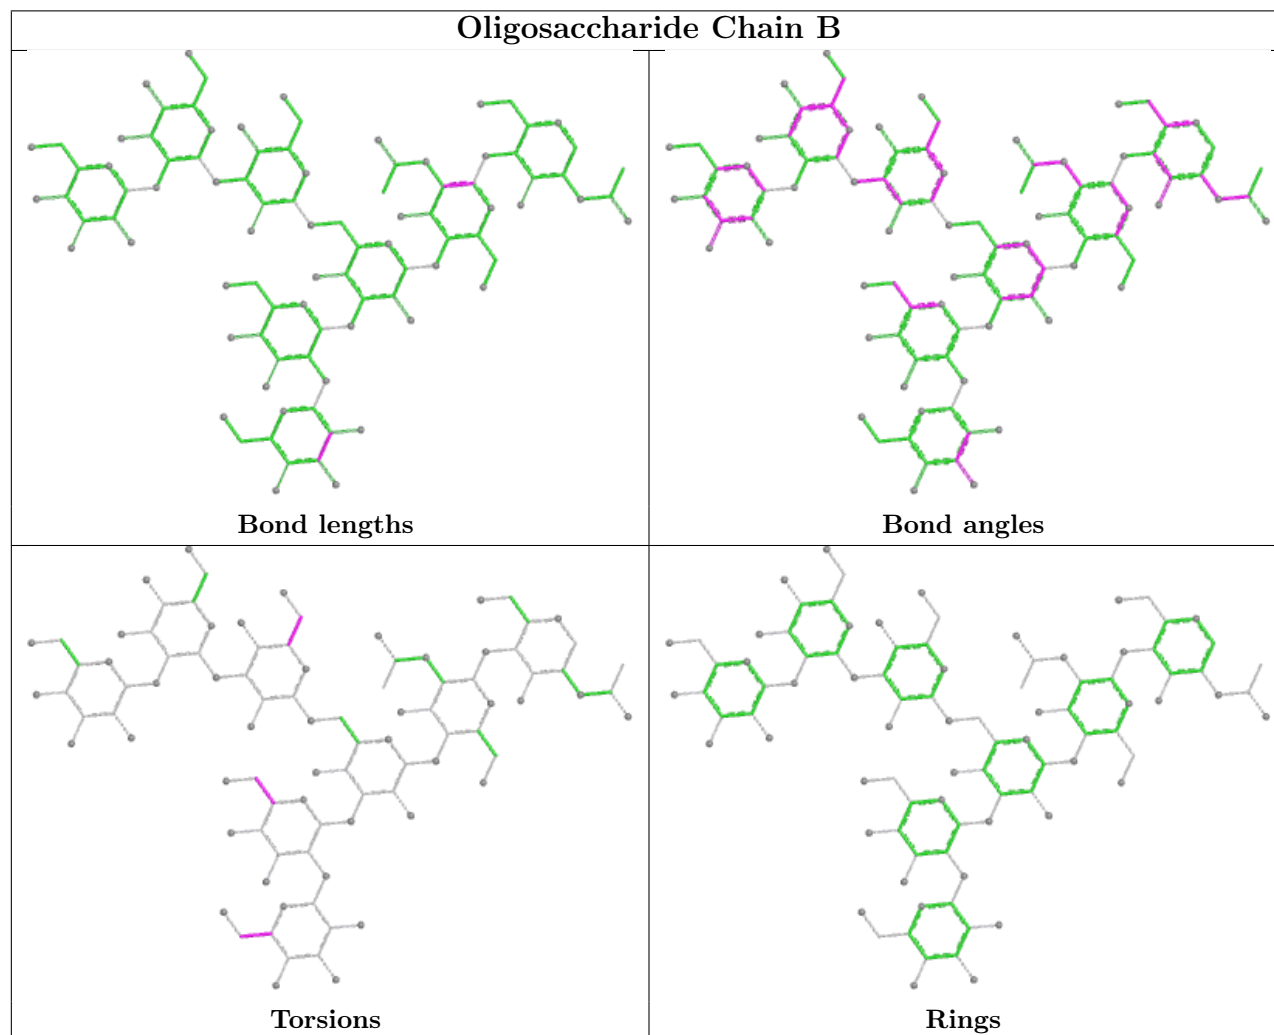 Oligosaccharide Chain B
Bond lengths
Bond angles
Torsions
Rings